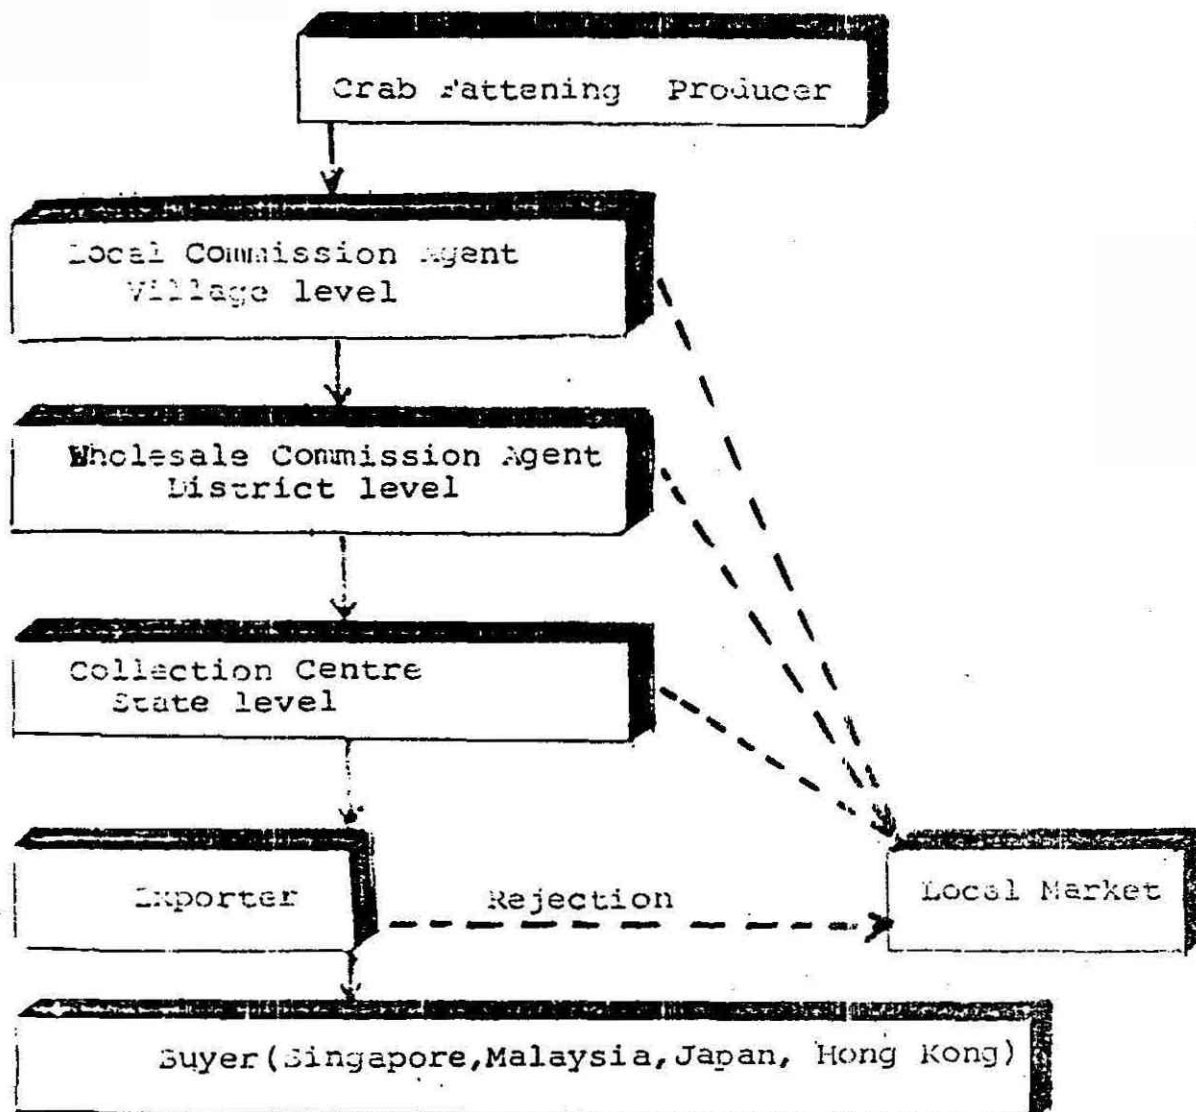 Crab Fattening Producer
Local Commission Agent
Village level
Wholesale Commission Agent
District level
Collection Centre
State level
Exporter
Rejection
Local Market
Buyer(Singapore,Malaysia,Japan, Hong Kong)